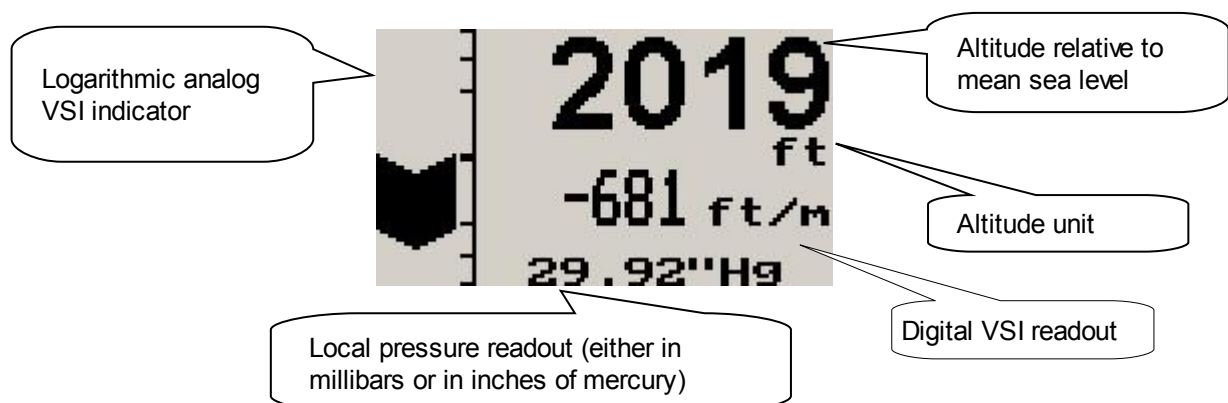 Logarithmic analog
VSI indicator
2019
ft
-681 ft/m
29.92"Hg
Altitude relative to
mean sea level
Altitude unit
Digital VSI readout
Local pressure readout (either in
millibars or in inches of mercury)